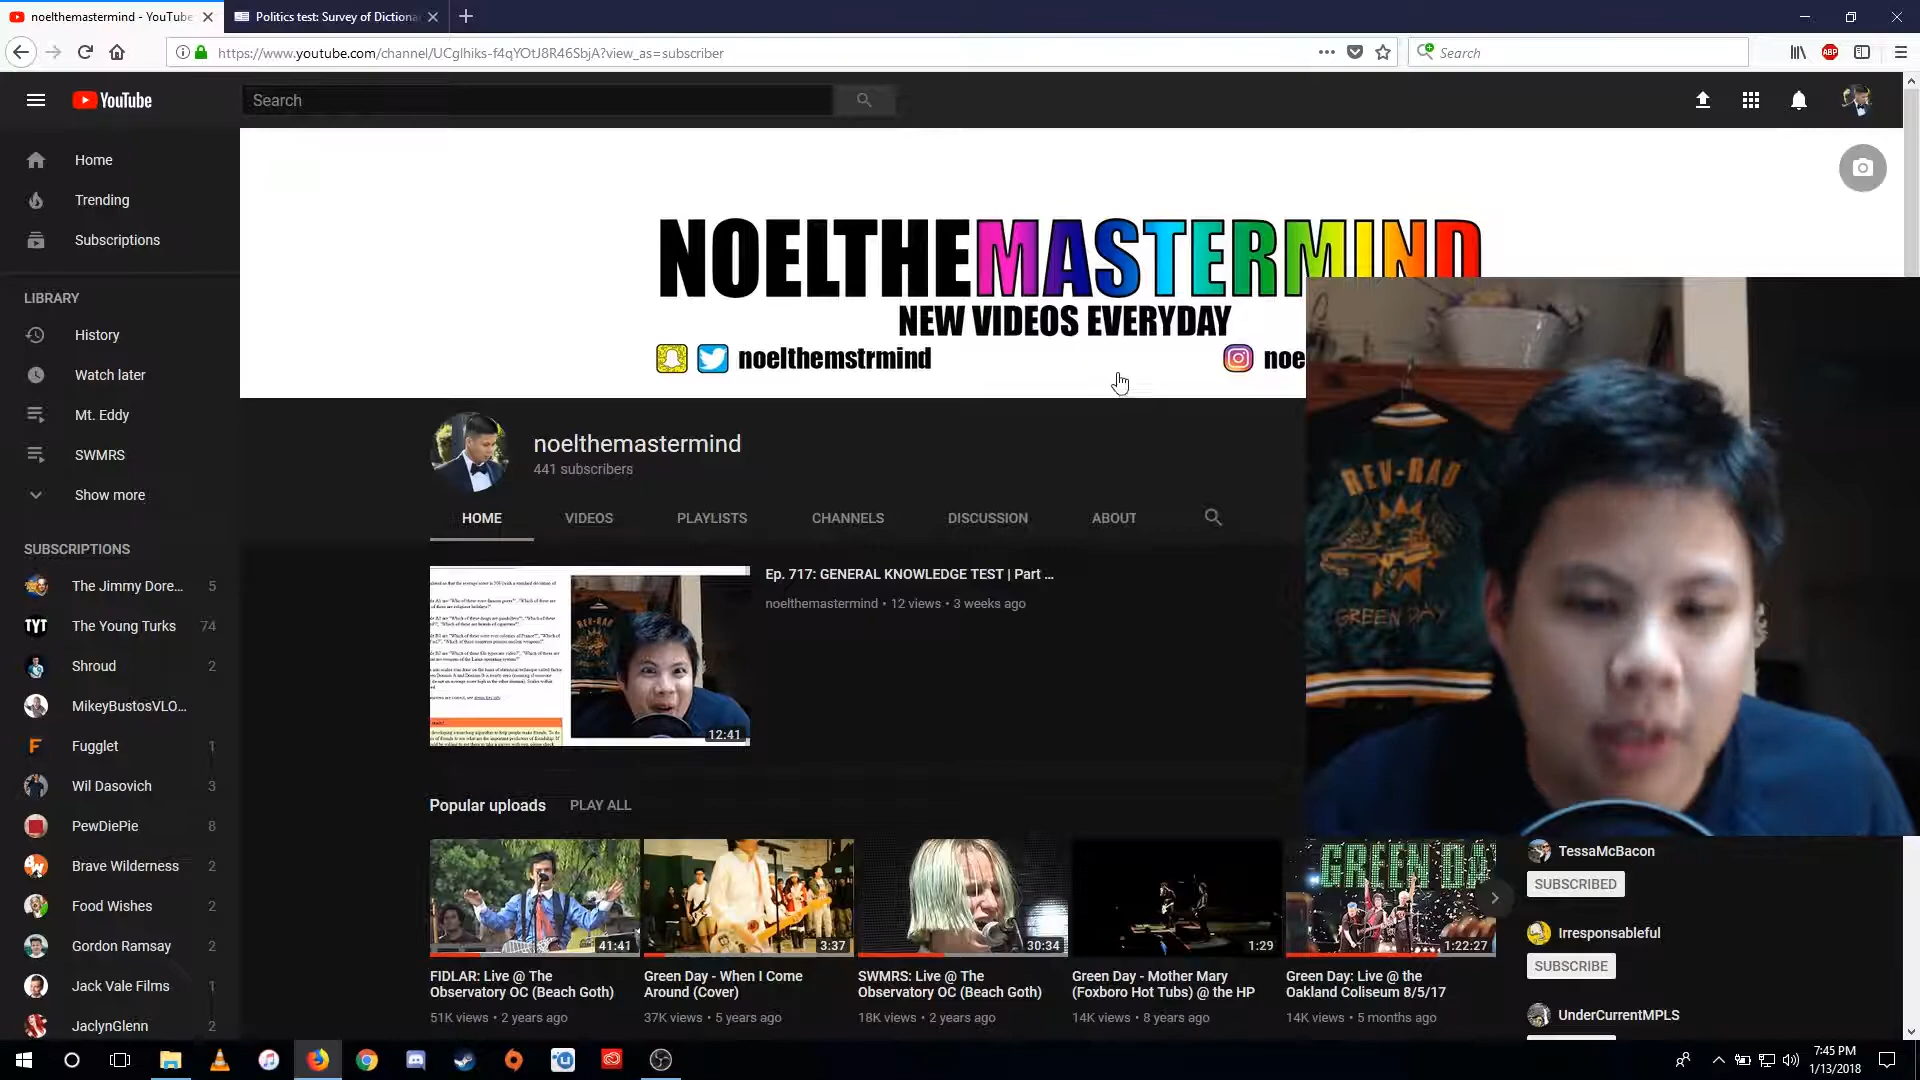 noelthemastermind - YouTube
Politics test: Survey of Dictiona
https://www.youtube.com/channel/UCglhiks-f4qYOtJ8R46SbjA?view_as=subscriber
Search
ABP
YouTube
Search
Home
Trending
Subscriptions
LIBRARY
History
Watch later
Mt. Eddy
SWMRS
Show more
SUBSCRIPTIONS
The Jimmy Dore... 5
TYT The Young Turks 74
Shroud 2
MikeyBustosVLO...
Fugglet 1
Wil Dasovich 3
PewDiePie 8
Brave Wilderness 2
Food Wishes 2
Gordon Ramsay 2
Jack Vale Films 1
JaclynGlenn 2
NOELTHEMASTERMIND
NEW VIDEOS EVERYDAY
noelthemstrmind
noe
noelthemastermind
441 subscribers
HOME VIDEOS PLAYLISTS CHANNELS DISCUSSION ABOUT
REV-RAD
GREEN DAY
Ep. 717: GENERAL KNOWLEDGE TEST | Part ...
noelthemastermind • 12 views • 3 weeks ago
12:41
Popular uploads PLAY ALL
41:41
FIDLAR: Live @ The
Observatory OC (Beach Goth)
51K views • 2 years ago
3:37
Green Day - When I Come
Around (Cover)
37K views • 5 years ago
30:34
SWMRS: Live @ The
Observatory OC (Beach Goth)
18K views • 2 years ago
1:29
Green Day - Mother Mary
(Foxboro Hot Tubs) @ the HP
14K views • 8 years ago
GREEN DA
1:22:27
Green Day: Live @ the
Oakland Coliseum 8/5/17
14K views • 5 months ago
TessaMcBacon
SUBSCRIBED
Irresponsableful
SUBSCRIBE
UnderCurrentMPLS
7:45 PM
1/13/2018